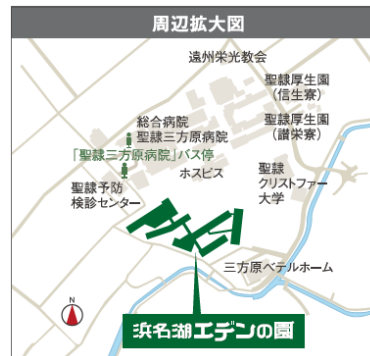 周辺拡大図
遠州栄光教会
聖隷厚生園
(信生寮)
総合病院
聖隷三方原病院
聖隷厚生園
(讃栄寮)
「聖隷三方原病院」バス停
ホスピス
聖隷
クリストファー
大学
聖隷予防
検診センター
三方原ベテルホーム
N
浜名湖エデンの園